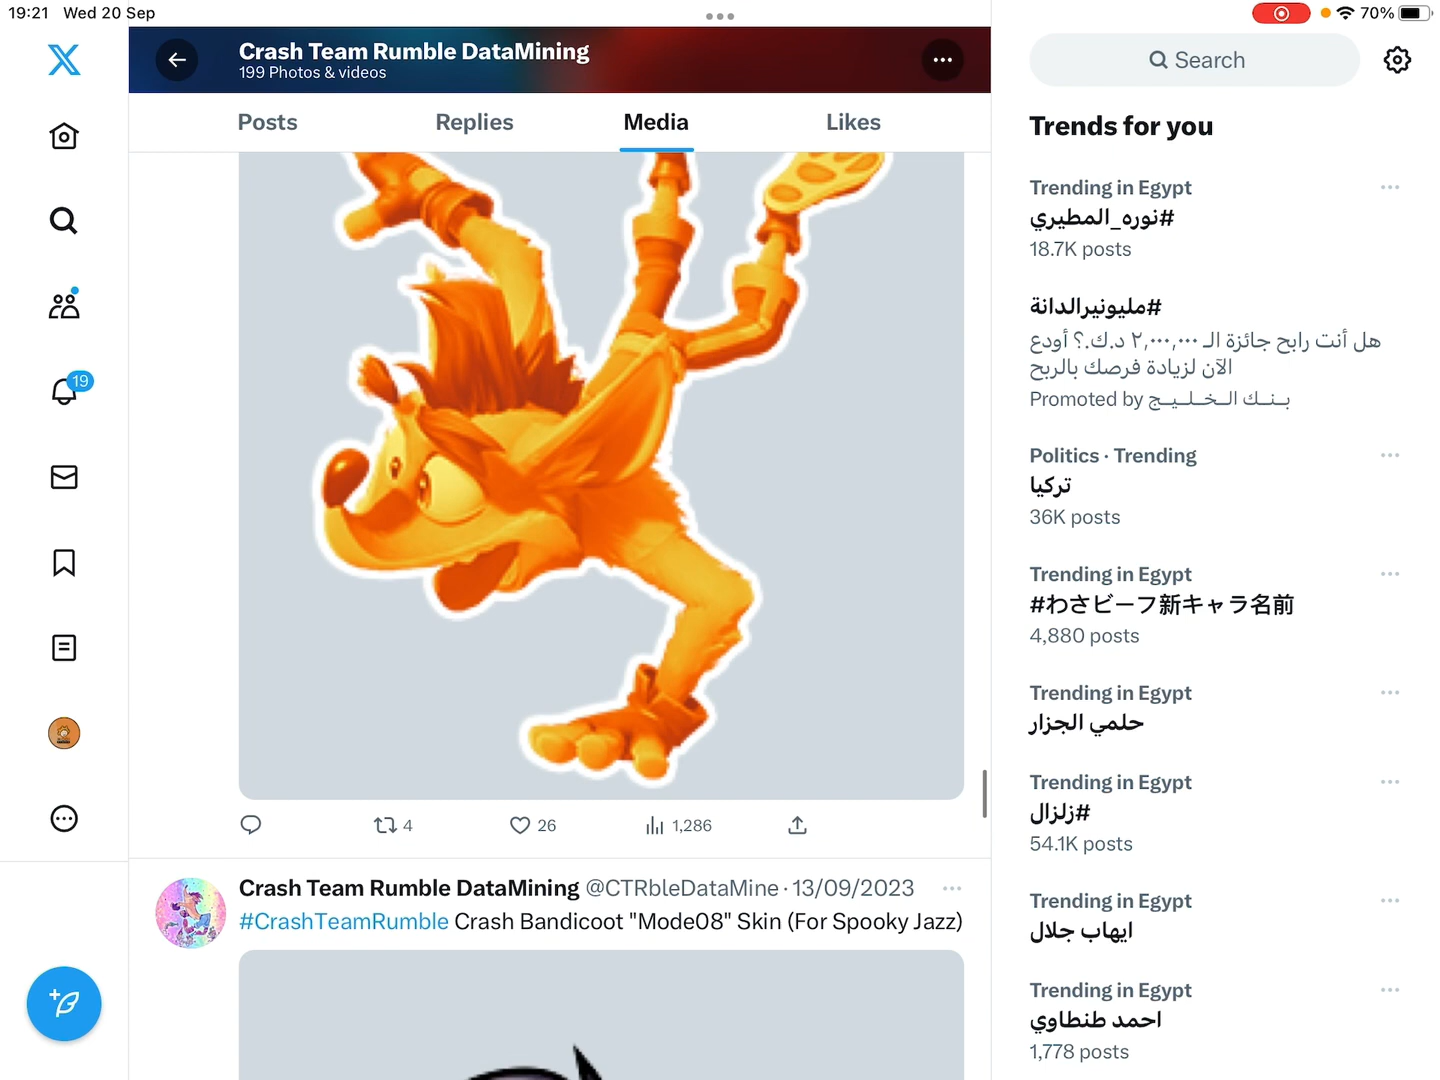 19:21 Wed 20 Sep
70%
Crash Team Rumble DataMining
199 Photos & videos
Search
Posts
Replies
Media
Likes
19
4
26
1,286
Crash Team Rumble DataMining @CTRbleDataMine · 13/09/2023
#CrashTeamRumble Crash Bandicoot "Mode08" Skin (For Spooky Jazz)
Trends for you
Trending in Egypt
#نوره_المطيري
18.7K posts
#مليونيرالدانة
هل أنت رابح جائزة الـ ٢,٠٠٠,٠٠٠ د.ك.؟ أودع
الآن لزيادة فرصك بالربح
Promoted by بـنـك الـخـلـيـج
Politics · Trending
تركيا
36K posts
Trending in Egypt
#わさビーフ新キャラ名前
4,880 posts
Trending in Egypt
حلمي الجزار
Trending in Egypt
#زلزال
54.1K posts
Trending in Egypt
ايهاب جلال
Trending in Egypt
احمد طنطاوي
1,778 posts